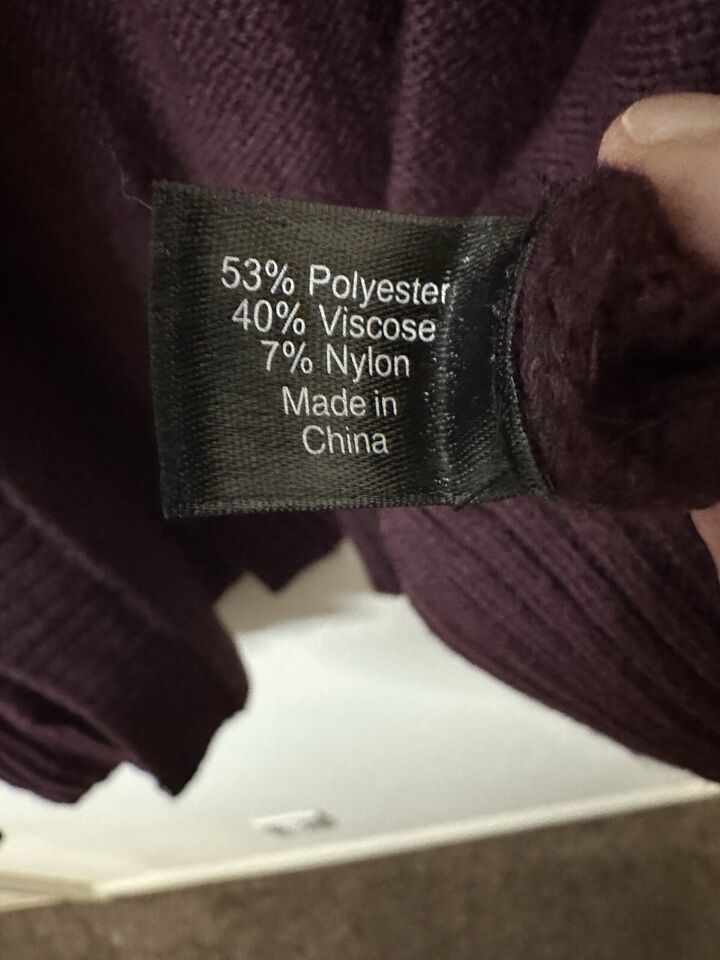 53% Polyester
40% Viscose
7% Nylon
Made in
China